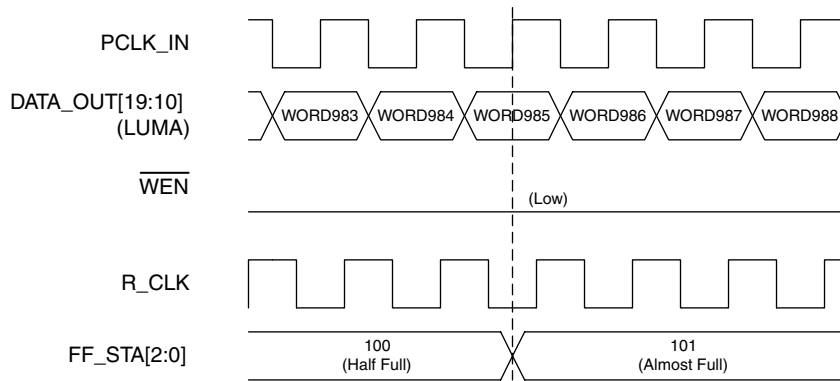 PCLK_IN
DATA_OUT[19:10]
(LUMA)
WORD983 WORD984 WORD985 WORD986 WORD987 WORD988
WEN
(Low)
R_CLK
FF_STA[2:0]
100
(Half Full)
101
(Almost Full)